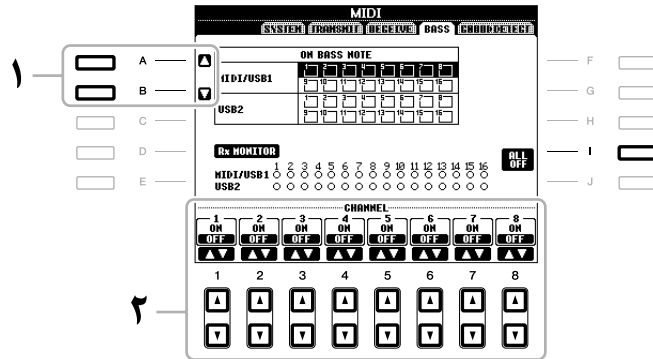 MIDI
SYSTEM TRANSMIT RECEIVE BASS CHORD DETECT
ON BASS NOTE
MIDI/USB1
1 2 3 4 5 6 7 8
9 10 11 12 13 14 15 16
USB2
1 2 3 4 5 6 7 8
9 10 11 12 13 14 15 16
١
A
B
C
D
E
F
G
H
I
J
Rx MONITOR
ALL OFF
1 2 3 4 5 6 7 8 9 10 11 12 13 14 15 16
MIDI/USB1
USB2
CHANNEL
1 2 3 4 5 6 7 8
ON ON ON ON ON ON ON ON
OFF OFF OFF OFF OFF OFF OFF OFF
1 2 3 4 5 6 7 8
٢